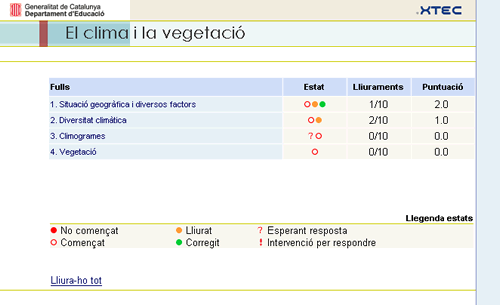 Generalitat de Catalunya
Departament d'Educació
XTEC
El clima i la vegetació
Fulls Estat Lliuraments Puntuació
1. Situació geogràfica i diversos factors 1/10 2.0
2. Diversitat climàtica 2/10 1.0
3. Climogrames ? 0/10 0.0
4. Vegetació 0/10 0.0
Llegenda estats
No començat Lliurat ? Esperant resposta
Començat Corregit ! Intervenció per respondre
Lliura-ho tot